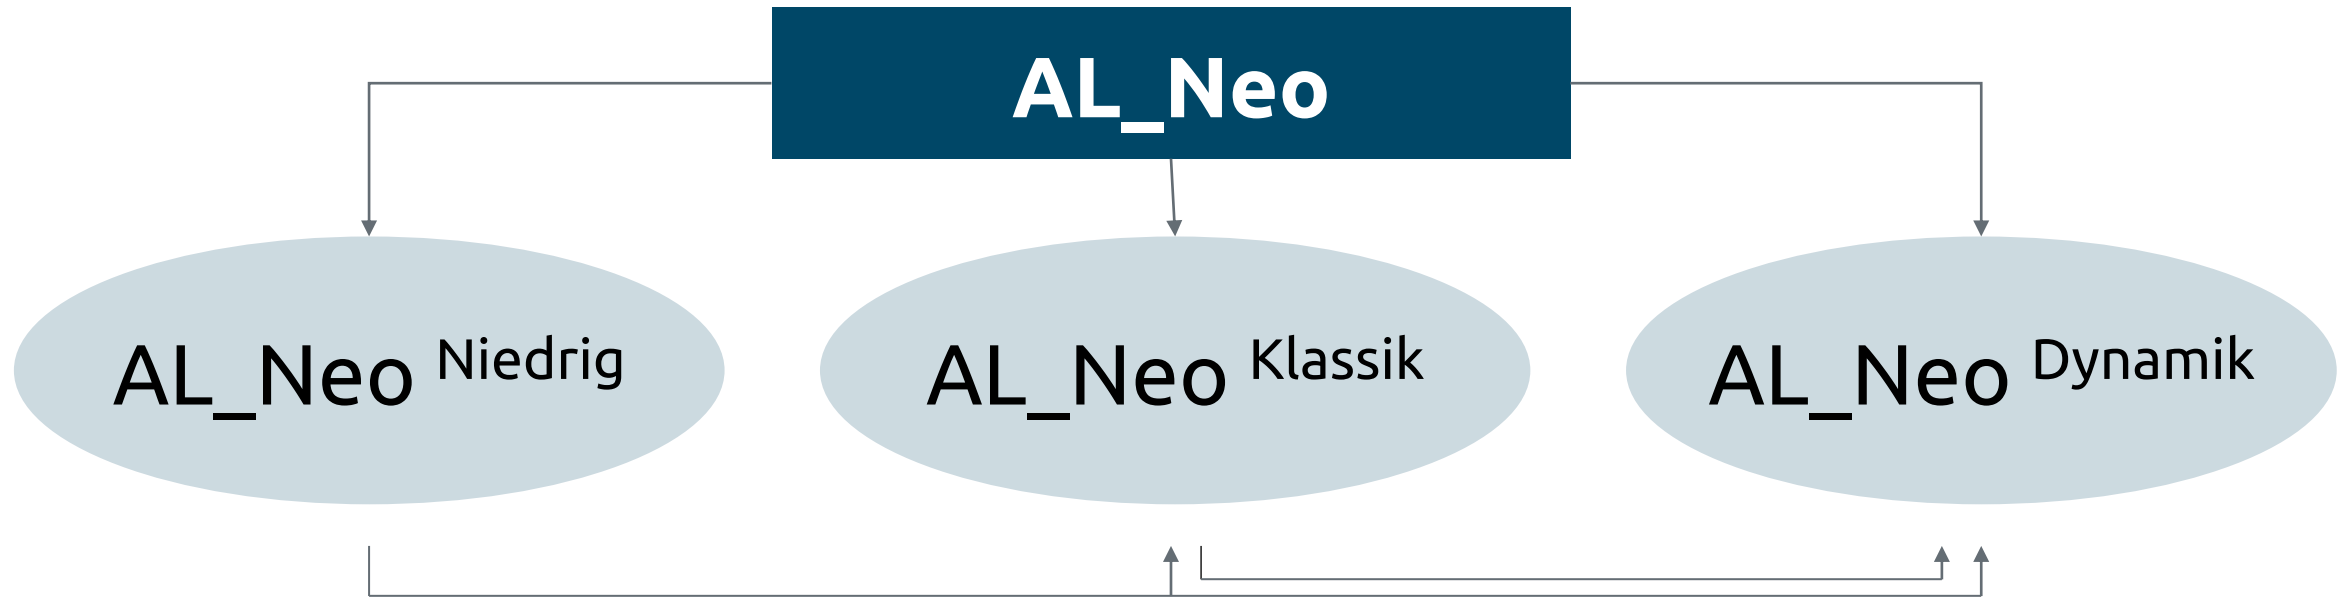 AL_Neo
AL_Neo Niedrig
AL_Neo Klassik
AL_Neo Dynamik